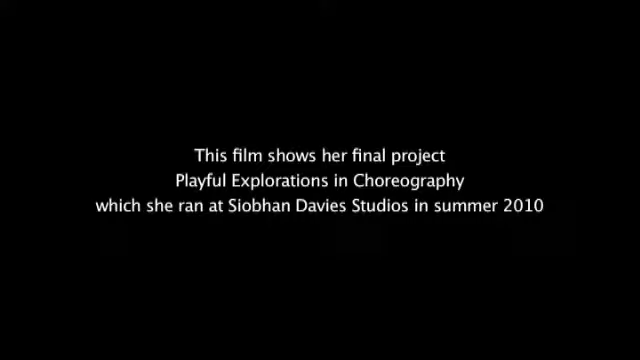 This film shows her final project
Playful Explorations in Choreography
which she ran at Siobhan Davies Studios in summer 2010